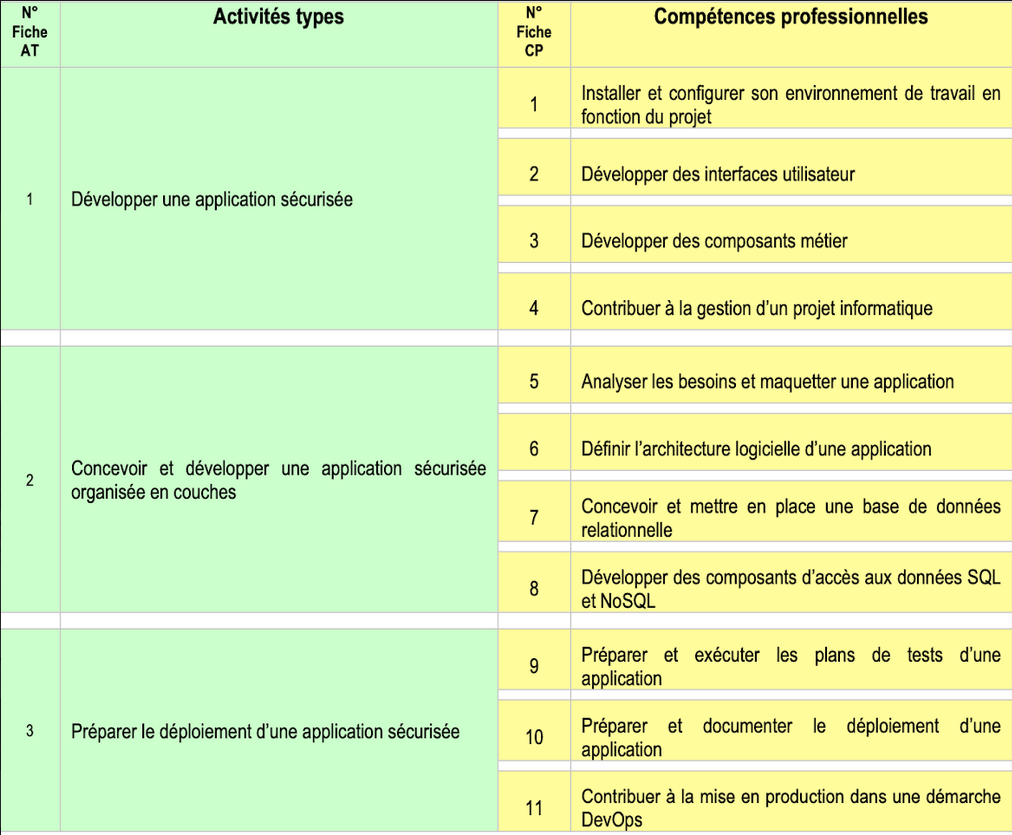 N°
Fiche
AT
Activités types
N°
Fiche
CP
Compétences professionnelles
1
Développer une application sécurisée
1
Installer et configurer son environnement de travail en
fonction du projet
2
Développer des interfaces utilisateur
3
Développer des composants métier
4
Contribuer à la gestion d’un projet informatique
2
Concevoir et développer une application sécurisée
organisée en couches
5
Analyser les besoins et maquetter une application
6
Définir l’architecture logicielle d’une application
7
Concevoir et mettre en place une base de données
relationnelle
8
Développer des composants d’accès aux données SQL
et NoSQL
3
Préparer le déploiement d’une application sécurisée
9
Préparer et exécuter les plans de tests d’une
application
10
Préparer et documenter le déploiement d’une
application
11
Contribuer à la mise en production dans une démarche
DevOps